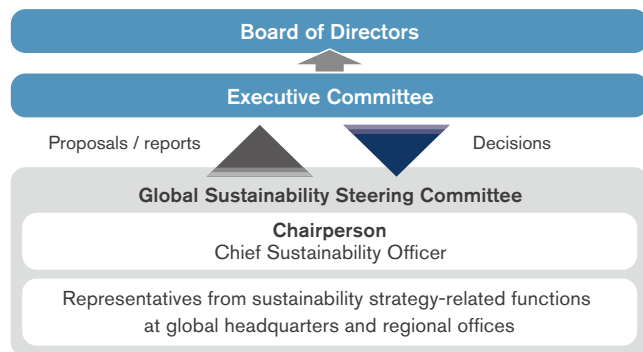 Board of Directors
Executive Committee
Proposals / reports
Decisions
Global Sustainability Steering Committee
Chairperson
Chief Sustainability Officer
Representatives from sustainability strategy-related functions
at global headquarters and regional offices